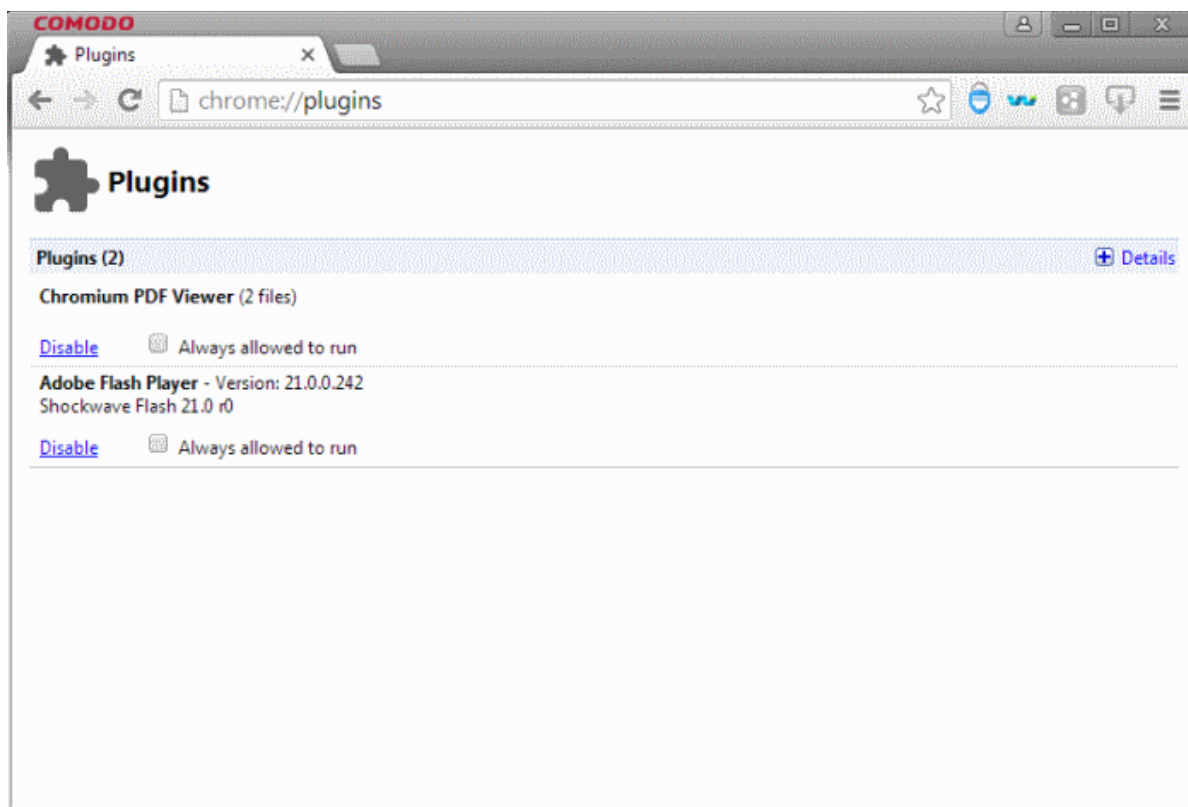 COMODO
Plugins
chrome://plugins
Plugins
Plugins (2)
Details
Chromium PDF Viewer (2 files)
Disable Always allowed to run
Adobe Flash Player - Version: 21.0.0.242
Shockwave Flash 21.0 r0
Disable Always allowed to run